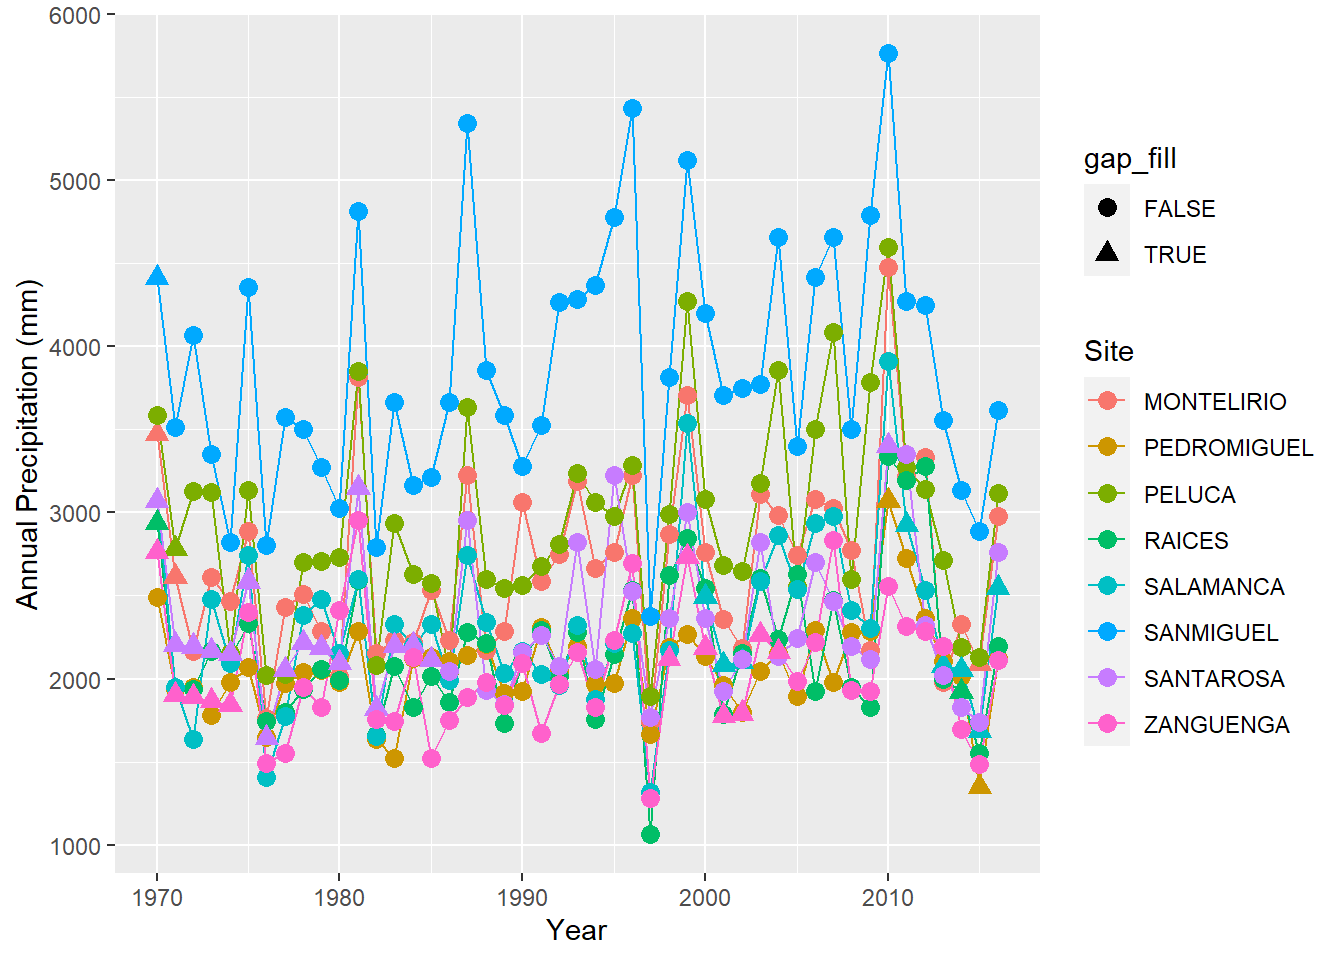 6000
5000
4000
3000
2000
1000
Annual Precipitation (mm)
1970
1980
1990
2000
2010
Year
gap_fill
FALSE
TRUE
Site
MONTELIRIO
PEDROMIGUEL
PELUCA
RAICES
SALAMANCA
SANMIGUEL
SANTAROSA
ZANGUENGA